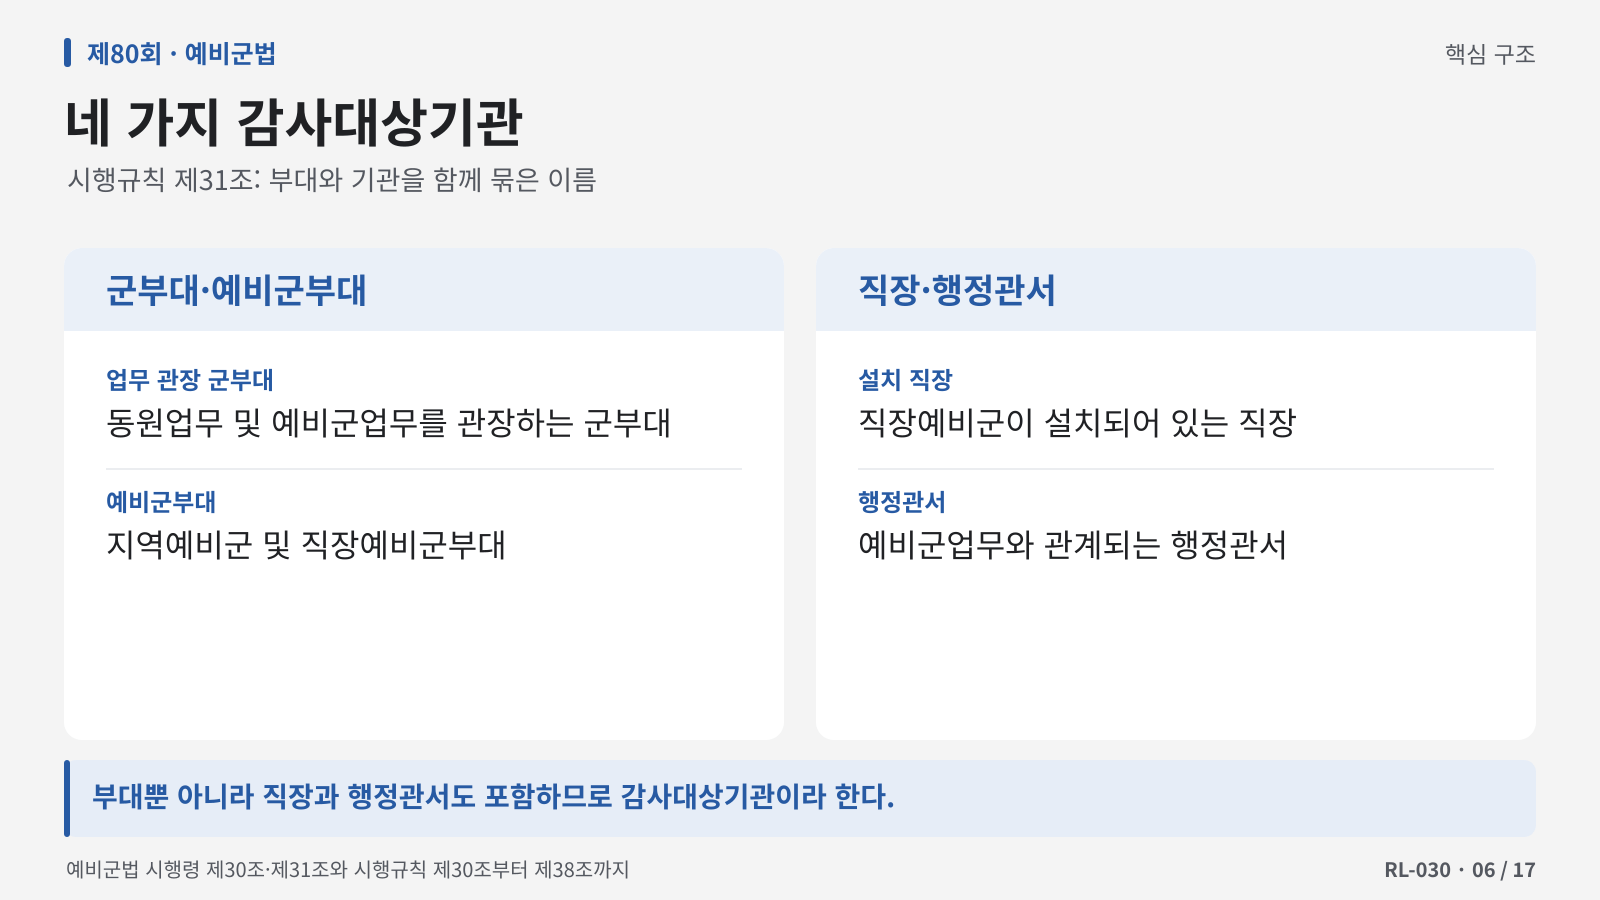 제80회 · 예비군법
핵심 구조
네 가지 감사대상기관
시행규칙 제31조: 부대와 기관을 함께 묶은 이름
군부대·예비군부대
업무 관장 군부대
동원업무 및 예비군업무를 관장하는 군부대
예비군부대
지역예비군 및 직장예비군부대
직장·행정관서
설치 직장
직장예비군이 설치되어 있는 직장
행정관서
예비군업무와 관계되는 행정관서
부대뿐 아니라 직장과 행정관서도 포함하므로 감사대상기관이라 한다.
예비군법 시행령 제30조·제31조와 시행규칙 제30조부터 제38조까지
RL-030 · 06 / 17